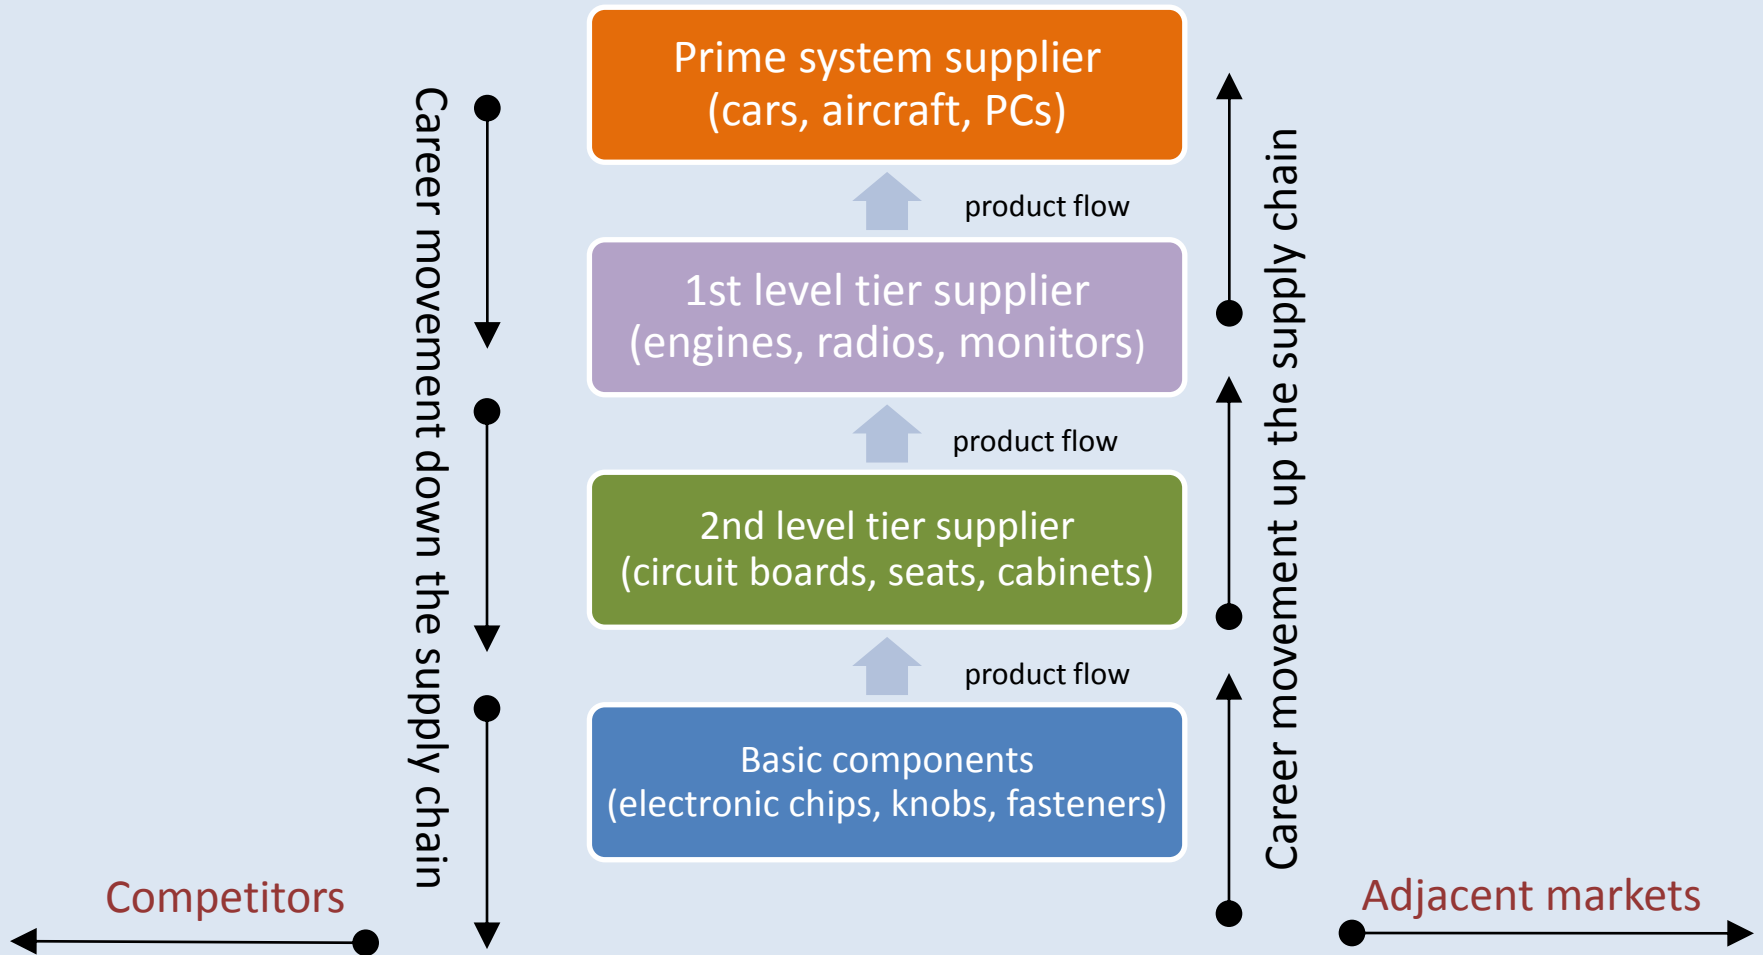 Prime system supplier
(cars, aircraft, PCs)
product flow
1st level tier supplier
(engines, radios, monitors)
product flow
2nd level tier supplier
(circuit boards, seats, cabinets)
product flow
Basic components
(electronic chips, knobs, fasteners)
Career movement down the supply chain
Career movement up the supply chain
Competitors
Adjacent markets